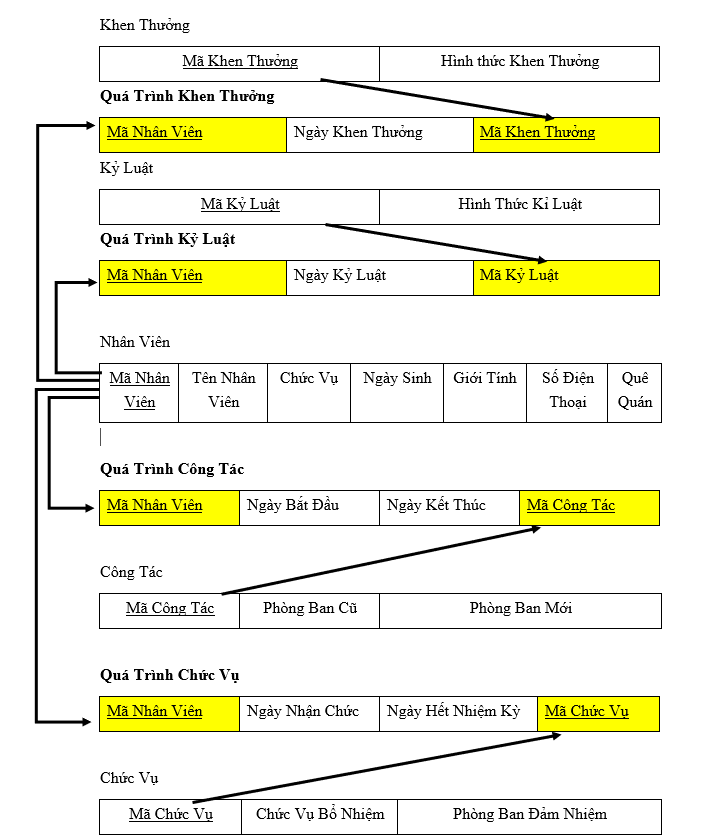 Khen Thưởng
Mã Khen Thưởng Hình thức Khen Thưởng
Quá Trình Khen Thưởng
Mã Nhân Viên Ngày Khen Thưởng Mã Khen Thưởng
Kỷ Luật
Mã Kỷ Luật Hình Thức Kỉ Luật
Quá Trình Kỷ Luật
Mã Nhân Viên Ngày Kỷ Luật Mã Kỷ Luật
Nhân Viên
Mã Nhân Tên Nhân Chức Vụ Ngày Sinh Giới Tính Số Điện Quê
Viên Viên Thoại Quán
Quá Trình Công Tác
Mã Nhân Viên Ngày Bắt Đầu Ngày Kết Thúc Mã Công Tác
Công Tác
Mã Công Tác Phòng Ban Cũ Phòng Ban Mới
Quá Trình Chức Vụ
Mã Nhân Viên Ngày Nhận Chức Ngày Hết Nhiệm Kỳ Mã Chức Vụ
Chức Vụ
Mã Chức Vụ Chức Vụ Bổ Nhiệm Phòng Ban Đảm Nhiệm